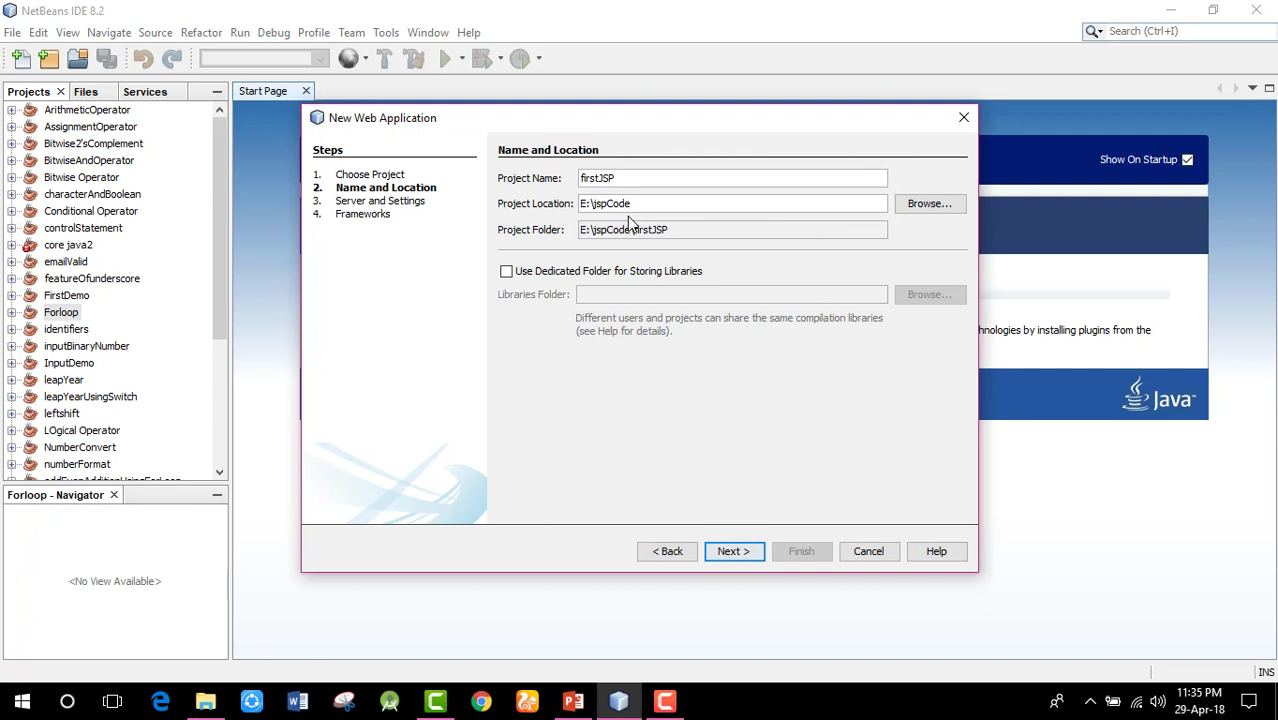 NetBeans IDE 8.2
File Edit View Navigate Source Refactor Run Debug Profile Team Tools Window Help
Search (Ctrl+I)
Projects Files Services
Start Page
ArithmeticOperator
AssignmentOperator
Bitwise2'sComplement
BitwiseAndOperator
Bitwise Operator
characterAndBoolean
Conditional Operator
controlStatement
core java2
emailValid
featureOfunderscore
FirstDemo
Forloop
identifiers
inputBinaryNumber
InputDemo
leapYear
leapYearUsingSwitch
leftshift
LOgical Operator
NumberConvert
numberFormat
Forloop - Navigator
<No View Available>
New Web Application
Steps
1. Choose Project
2. Name and Location
3. Server and Settings
4. Frameworks
Name and Location
Project Name: firstJSP
Project Location: E:\jspCode Browse...
Project Folder: E:\jspCode\firstJSP
Use Dedicated Folder for Storing Libraries
Libraries Folder: Browse...
Different users and projects can share the same compilation libraries
(see Help for details).
< Back Next > Finish Cancel Help
Show On Startup
hnologies by installing plugins from the
Java™
INS
11:35 PM
29-Apr-18